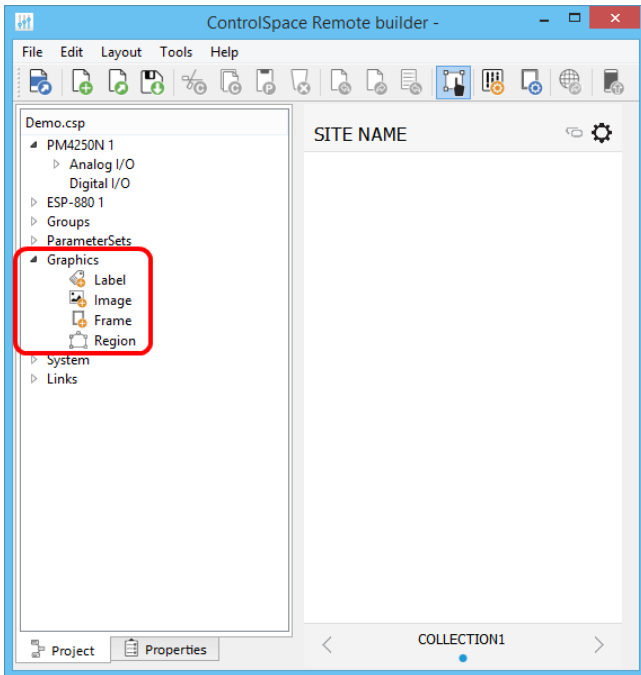 ControlSpace Remote builder -
File Edit Layout Tools Help
Demo.csp
PM4250N 1
Analog I/O
Digital I/O
ESP-880 1
Groups
ParameterSets
Graphics
Label
Image
Frame
Region
System
Links
Project Properties
SITE NAME
COLLECTION1